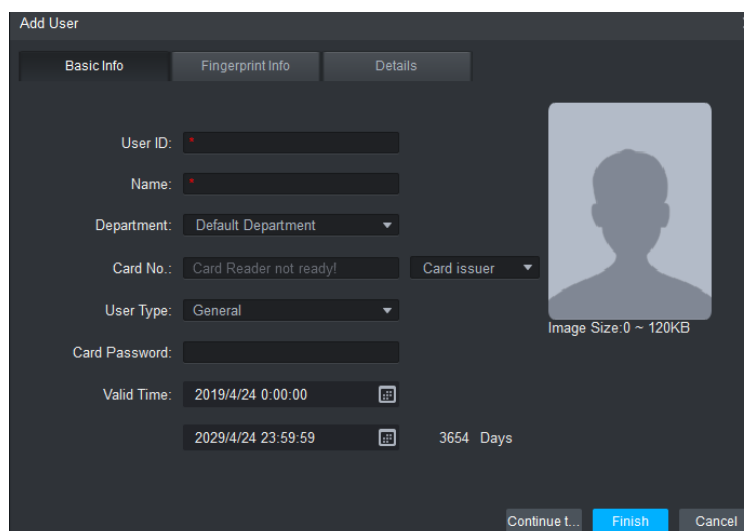 Add User
Basic Info Fingerprint Info Details
User ID: *
Name: *
Department: Default Department
Card No.: Card Reader not ready! Card issuer
User Type: General
Image Size:0 ~ 120KB
Card Password:
Valid Time: 2019/4/24 0:00:00
2029/4/24 23:59:59 3654 Days
Continue t... Finish Cancel